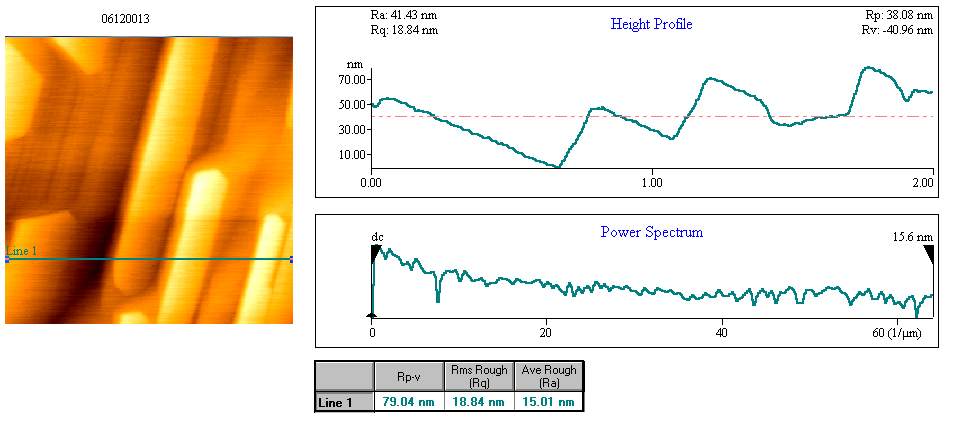 06120013
Line 1
Ra: 41.43 nm
Rq: 18.84 nm
Height Profile
Rp: 38.08 nm
Rv: -40.96 nm
nm
70.00
50.00
30.00
10.00
0.00 1.00 2.00
Power Spectrum
dc
15.6 nm
0 20 40 60 (1/µm)
Rp-v Rms Rough Ave Rough
(Rq) (Ra)
Line 1 79.04 nm 18.84 nm 15.01 nm